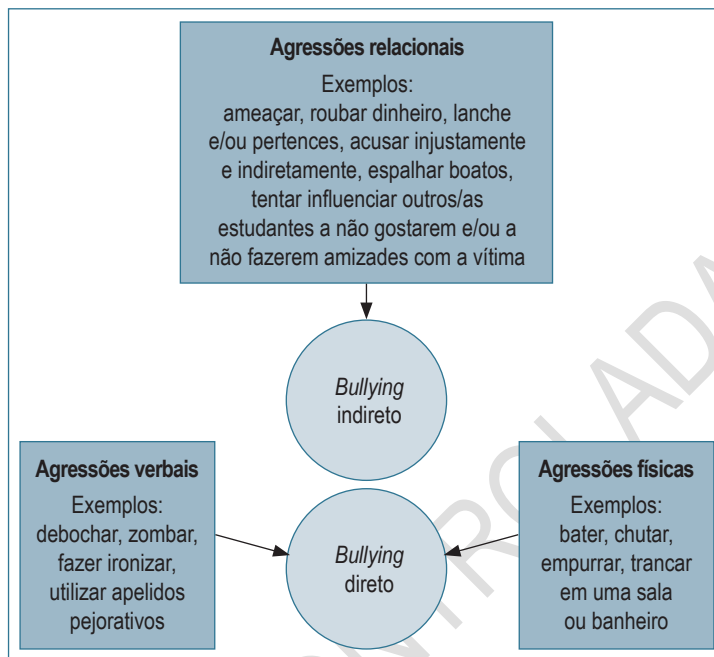 Agressões relacionais
Exemplos:
ameaçar, roubar dinheiro, lanche
e/ou pertences, acusar injustamente
e indiretamente, espalhar boatos,
tentar influenciar outros/as
estudantes a não gostarem e/ou a
não fazerem amizades com a vítima
Bullying
indireto
Agressões verbais
Exemplos:
debochar, zombar,
fazer ironizar,
utilizar apelidos
pejorativos
Bullying
direto
Agressões físicas
Exemplos:
bater, chutar,
empurrar, trancar
em uma sala
ou banheiro